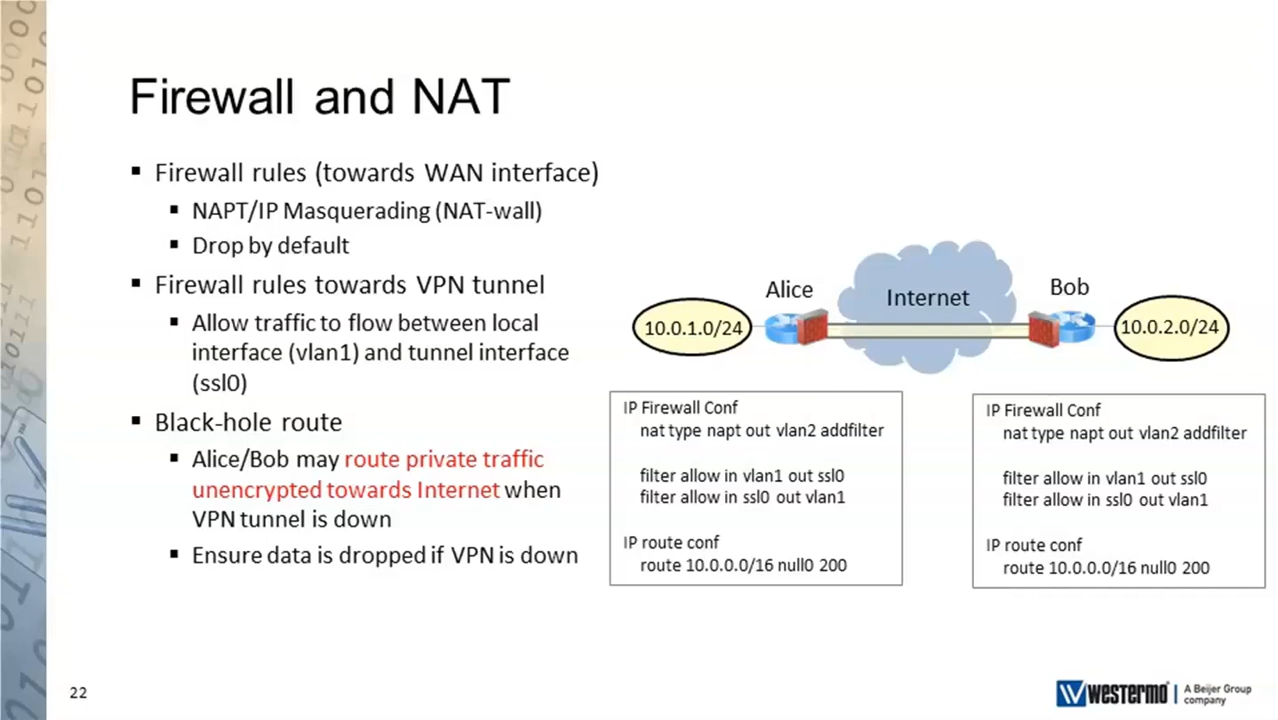 Firewall and NAT
Firewall rules (towards WAN interface)
NAPT/IP Masquerading (NAT-wall)
Drop by default
Firewall rules towards VPN tunnel
Allow traffic to flow between local
interface (vlan1) and tunnel interface
(ssl0)
Black-hole route
Alice/Bob may route private traffic
unencrypted towards Internet when
VPN tunnel is down
Ensure data is dropped if VPN is down
Alice
Internet
Bob
10.0.1.0/24
10.0.2.0/24
IP Firewall Conf
nat type napt out vlan2 addfilter
filter allow in vlan1 out ssl0
filter allow in ssl0 out vlan1
IP route conf
route 10.0.0.0/16 null0 200
IP Firewall Conf
nat type napt out vlan2 addfilter
filter allow in vlan1 out ssl0
filter allow in ssl0 out vlan1
IP route conf
route 10.0.0.0/16 null0 200
22
westermo
A Beijer Group
company